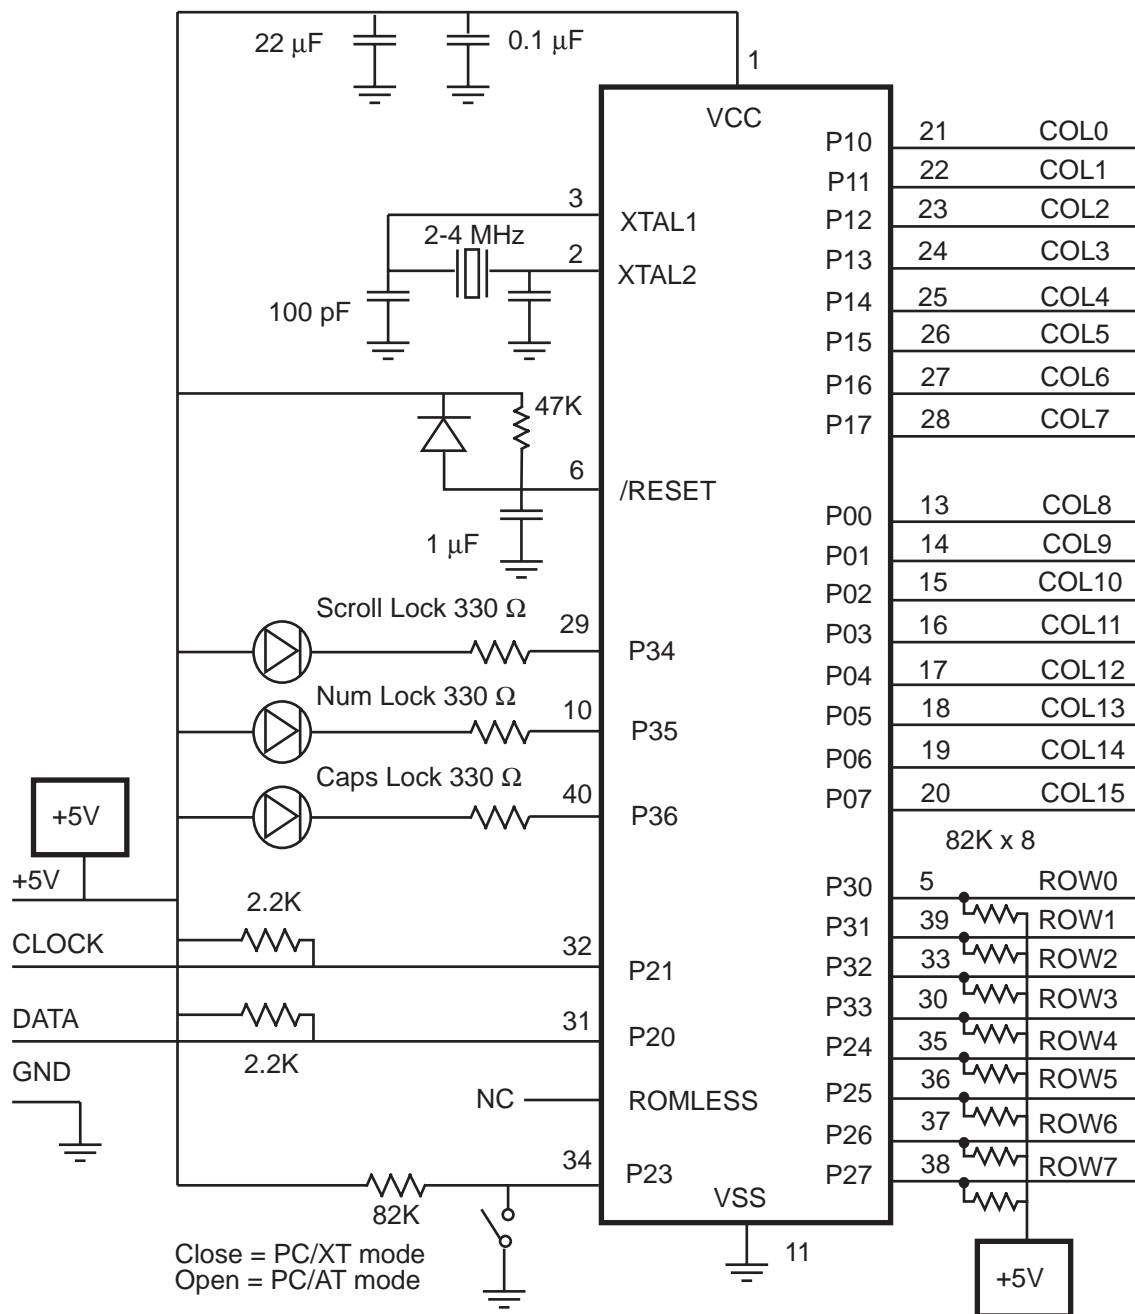 22 µF
0.1 µF
1
VCC
3
XTAL1
2-4 MHz
2
XTAL2
100 pF
47K
6
/RESET
1 µF
Scroll Lock 330 Ω
29
P34
Num Lock 330 Ω
10
P35
Caps Lock 330 Ω
40
P36
+5V
+5V
2.2K
CLOCK
32
P21
DATA
31
P20
2.2K
GND
NC
ROMLESS
34
P23
82K
VSS
11
Close = PC/XT mode
Open = PC/AT mode
P10 21 COL0
P11 22 COL1
P12 23 COL2
P13 24 COL3
P14 25 COL4
P15 26 COL5
P16 27 COL6
P17 28 COL7
P00 13 COL8
P01 14 COL9
P02 15 COL10
P03 16 COL11
P04 17 COL12
P05 18 COL13
P06 19 COL14
P07 20 COL15
82K x 8
P30 5 ROW0
P31 39 ROW1
P32 33 ROW2
P33 30 ROW3
P24 35 ROW4
P25 36 ROW5
P26 37 ROW6
P27 38 ROW7
+5V